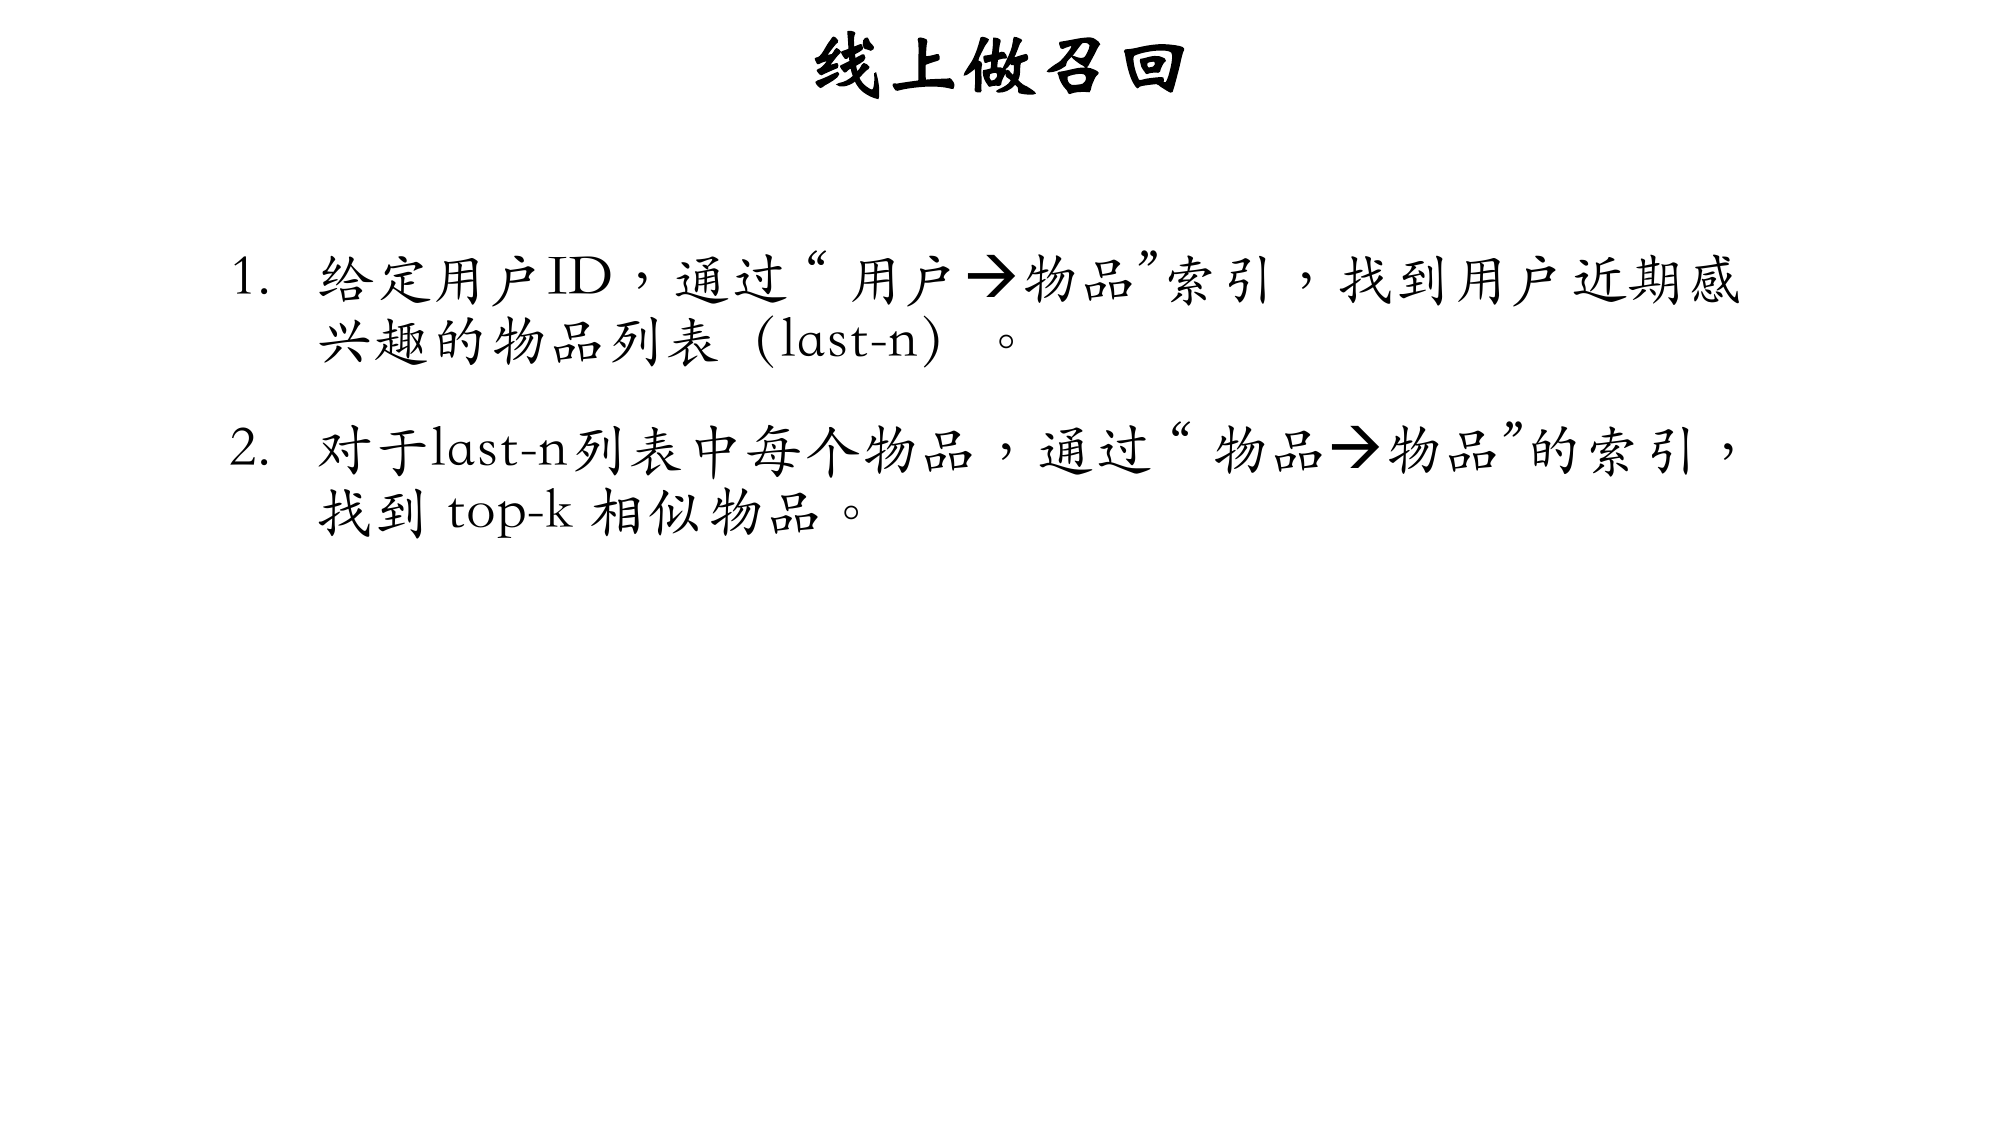 线上做召回
1. 给定用户ID，通过“用户→物品”索引，找到用户近期感
兴趣的物品列表（last-n）。
2. 对于last-n列表中每个物品，通过“物品→物品”的索引，
找到 top-k 相似物品。